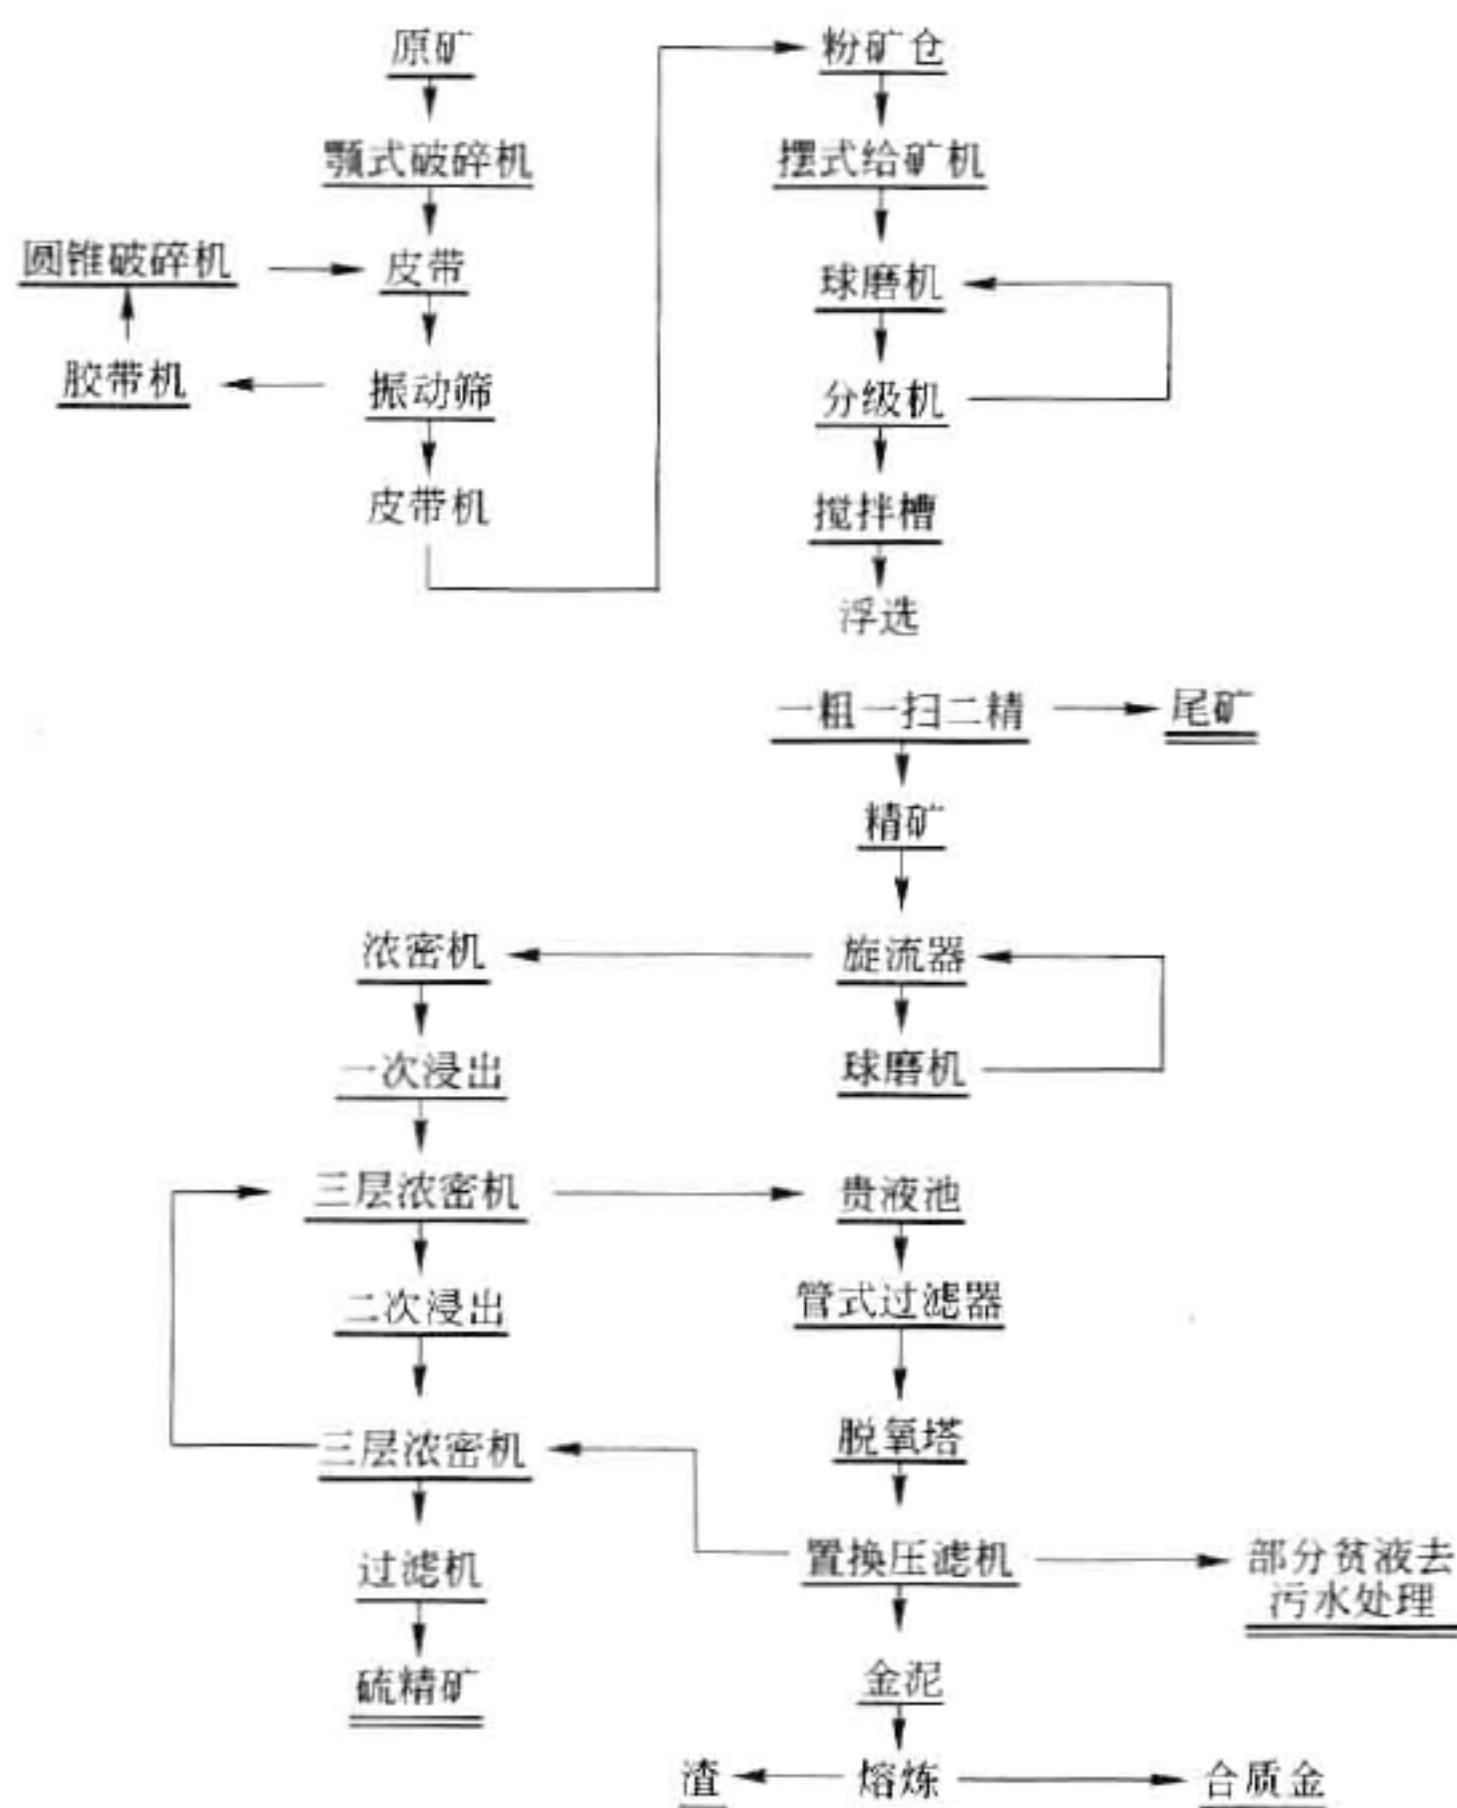 原矿
颚式破碎机
圆锥破碎机
皮带
胶带机
振动筛
皮带机
粉矿仓
摆式给矿机
球磨机
分级机
搅拌槽
浮选
一粗一扫二精
尾矿
精矿
浓密机
旋流器
一次浸出
球磨机
三层浓密机
贵液池
二次浸出
管式过滤器
三层浓密机
脱氧塔
过滤机
置换压滤机
部分贫液去
污水处理
硫精矿
金泥
渣
熔炼
合质金